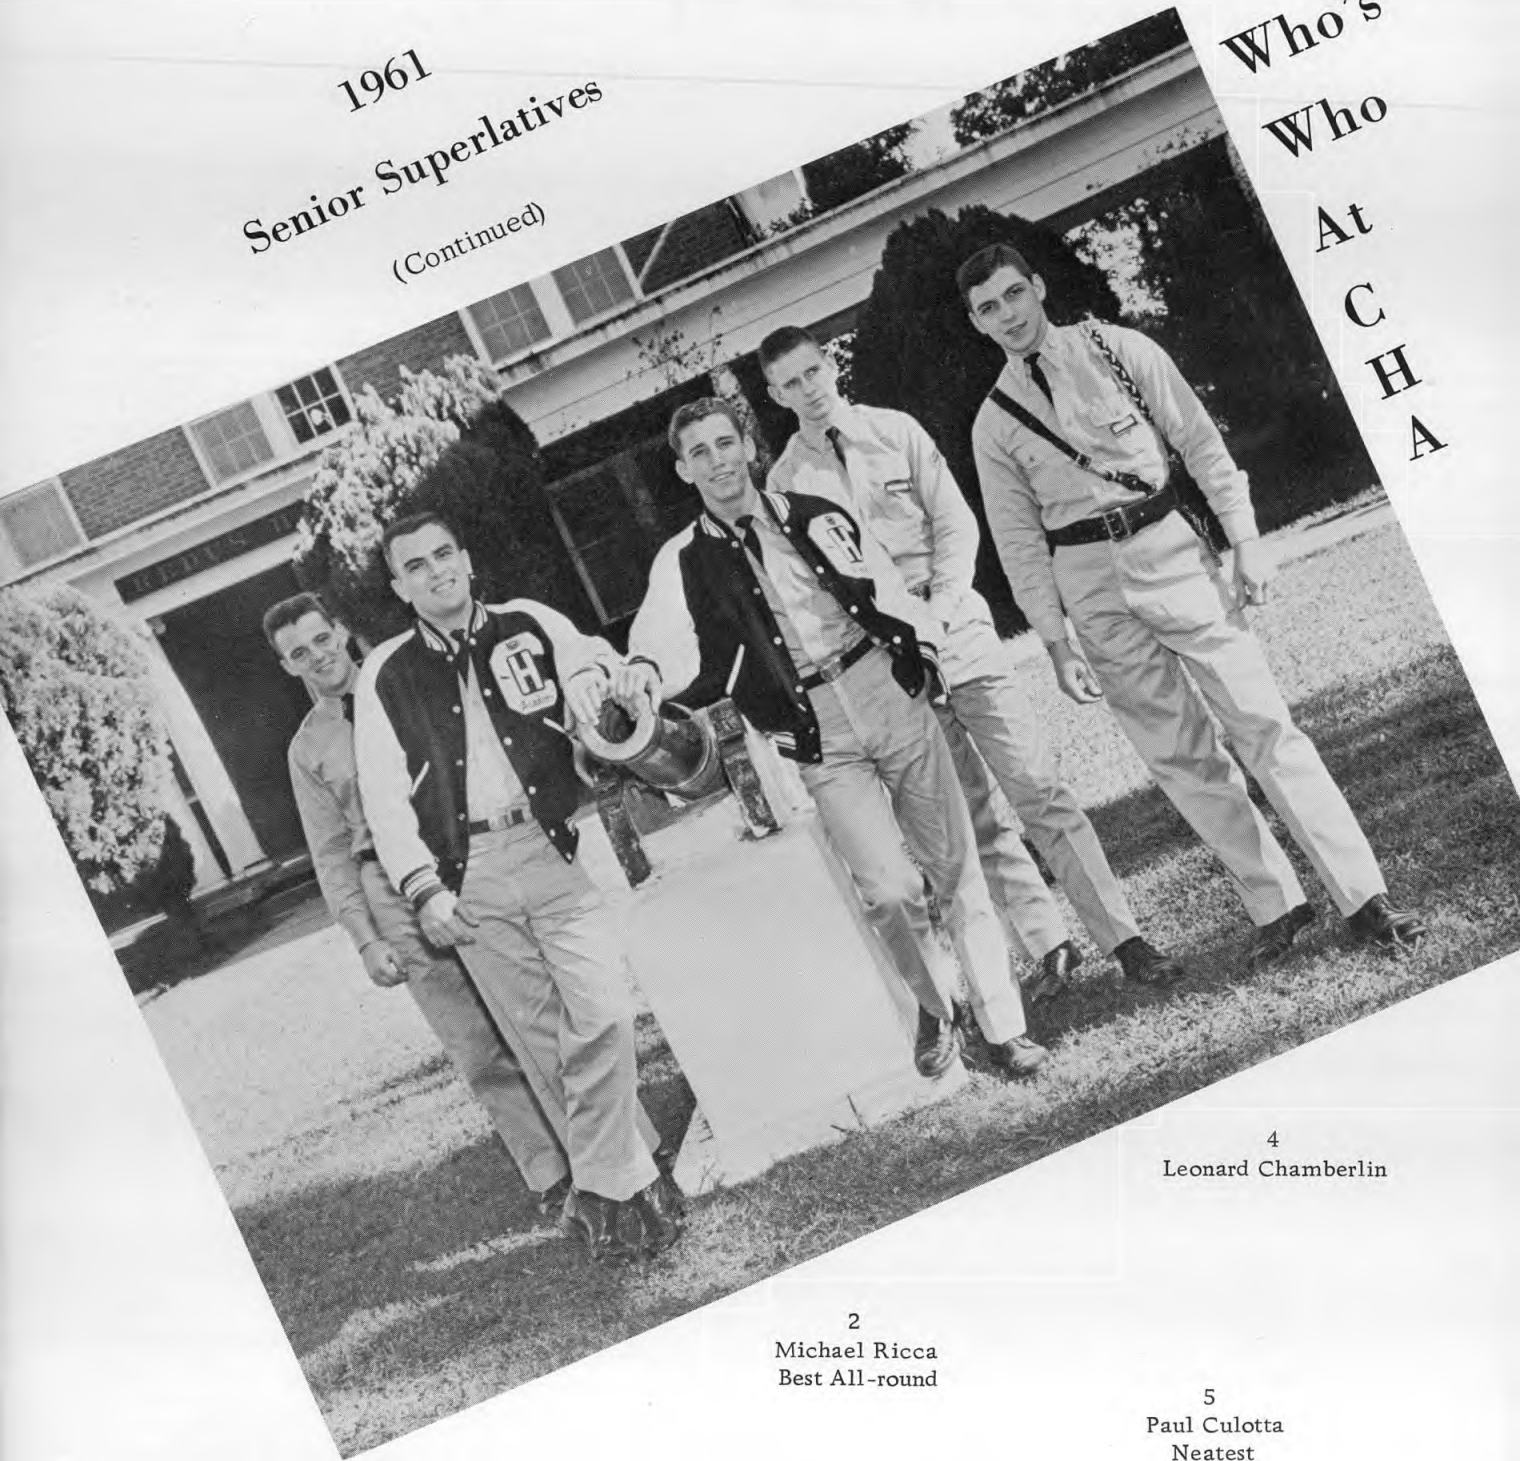 1961
Senior Superlatives
(Continued)
Who's
Who
At
C
H
A
4
Leonard Chamberlin
2
Michael Ricca
Best All-round
5
Paul Culotta
Neatest